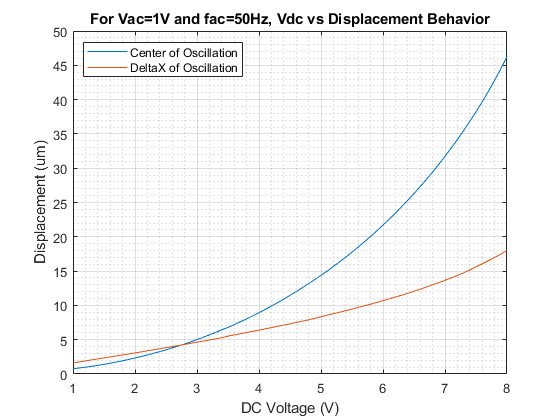 For Vac=1V and fac=50Hz, Vdc vs Displacement Behavior
Center of Oscillation
DeltaX of Oscillation
50
45
40
35
30
25
20
15
10
5
0
Displacement (um)
1 2 3 4 5 6 7 8
DC Voltage (V)